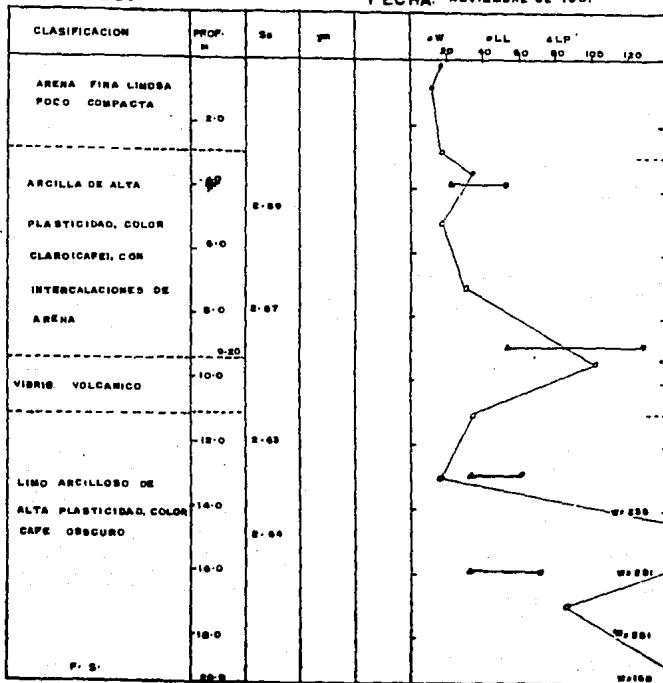 FECHA: NOVIEMBRE DE 1981
CLASIFICACION PROF. M Ss γm ○W ●LL ▲LP
20 40 60 80 100 120
ARENA FINA LIMOSA
POCO COMPACTA
2.0
ARCILLA DE ALTA
2.59
PLASTICIDAD, COLOR
6.0
CLARO(CAFE), CON
INTERCALACIONES DE
8.0 2.67
ARENA
9.20
10.0
VIDRIO VOLCANICO
12.0 2.63
LIMO ARCILLOSO DE
14.0
ALTA PLASTICIDAD, COLOR
CAFE OBSCURO
2.64
16.0
18.0
F. S.